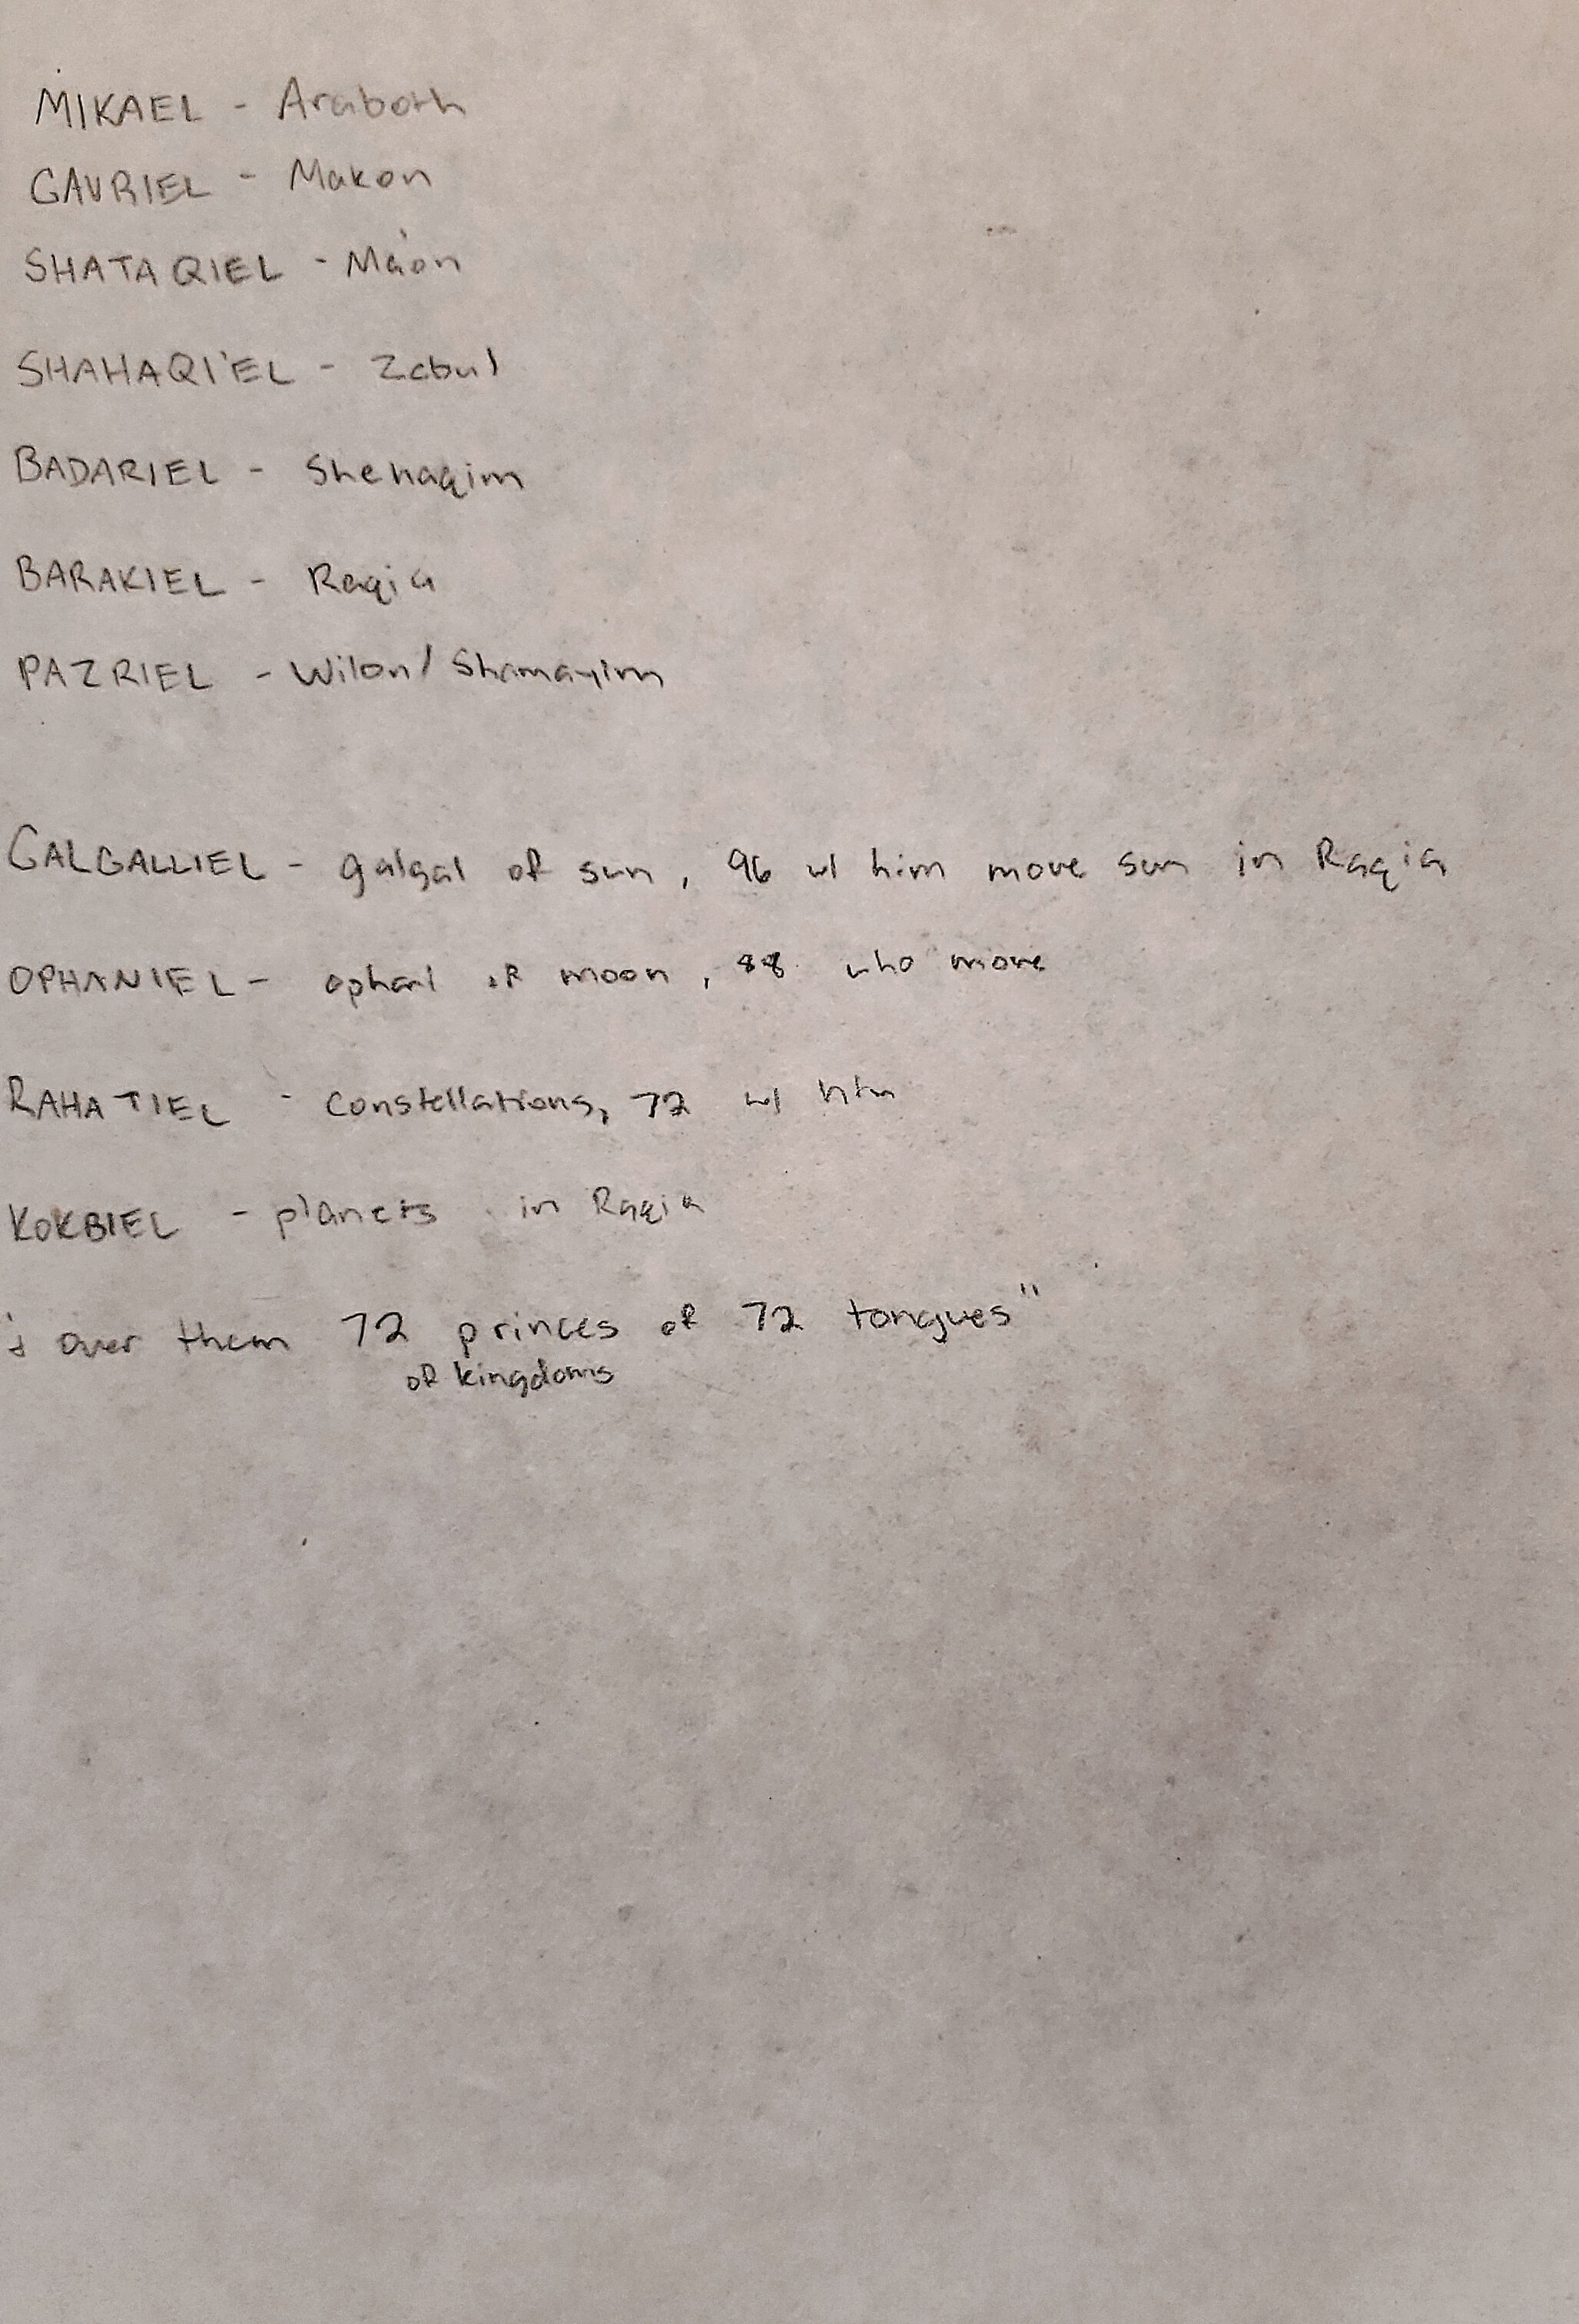 MIKAEL - Araboth
GAVRIEL - Makon
SHATAQIEL - Ma'on
SHAHAQI'EL - Zebul
BADARIEL - Shehaqim
BARAKIEL - Raqia
PAZRIEL - Wilon/Shamayim
GALGALLIEL - galgal of sun, 96 w/ him move sun in Raqia
OPHANIEL - ophan of moon, 88 who move
RAHATIEL - constellations, 72 w/ him
KOKBIEL - planets in Raqia
over them 72 princes of 72 tongues"
of kingdoms